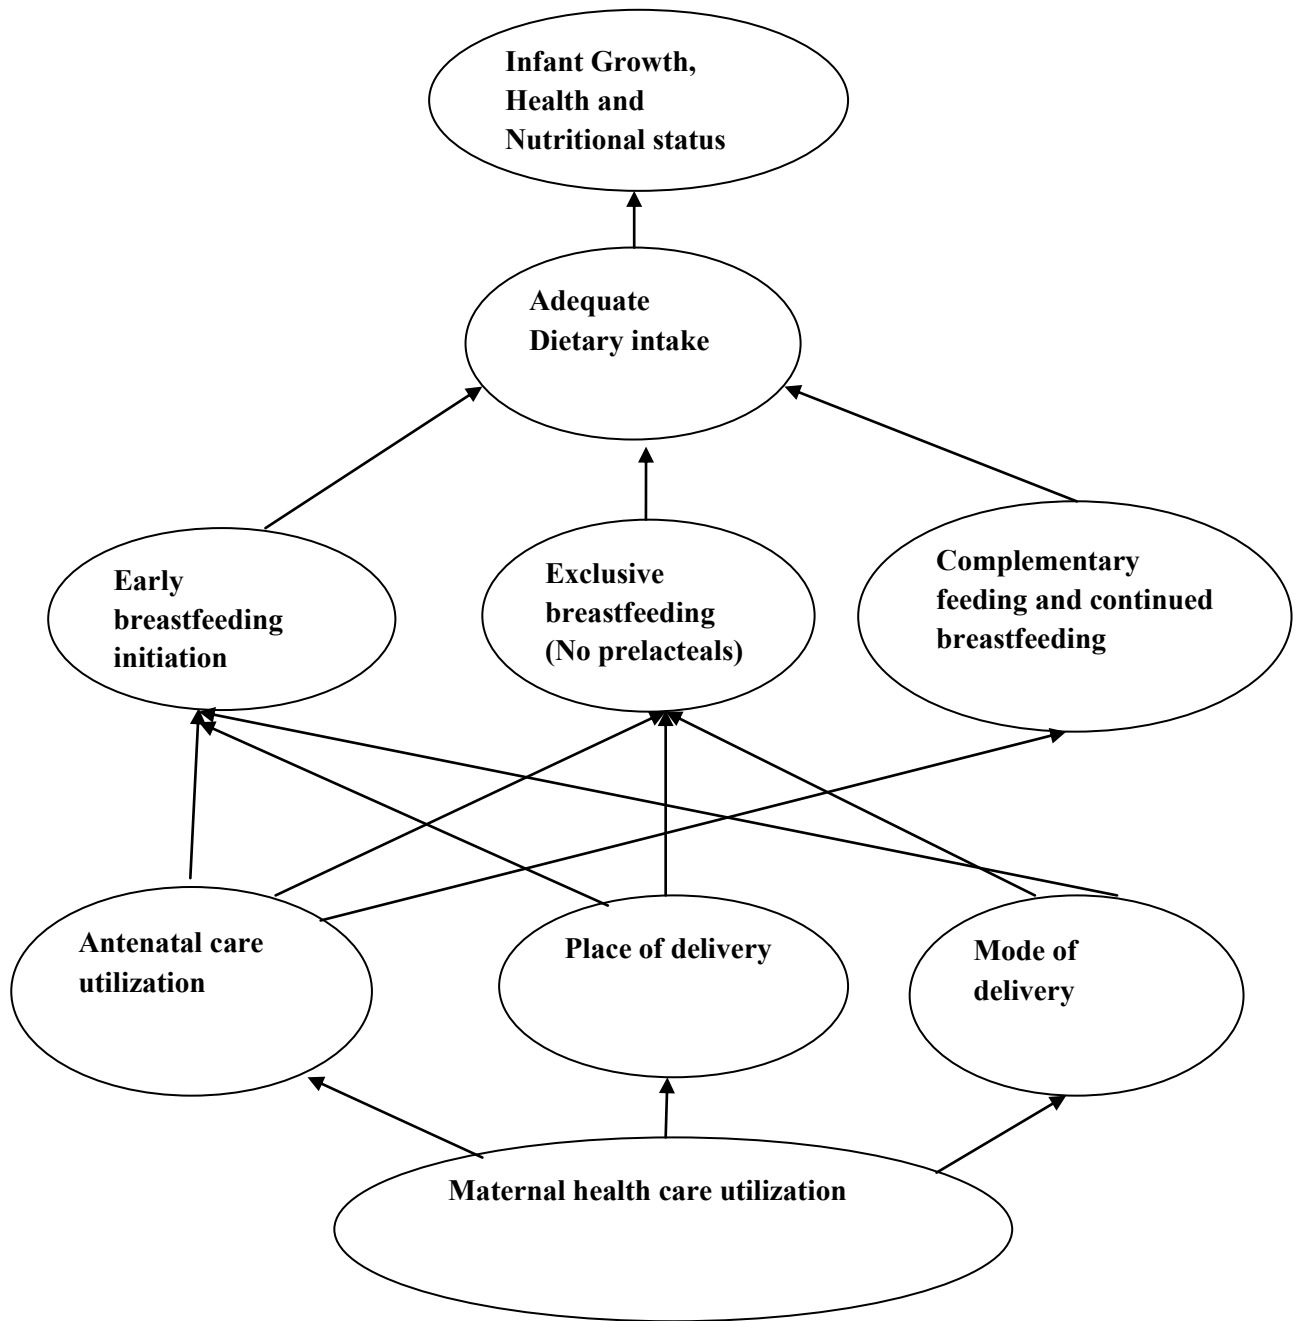 Infant Growth,
Health and
Nutritional status
Adequate
Dietary intake
Early
breastfeeding
initiation
Exclusive
breastfeeding
(No prelacteals)
Complementary
feeding and continued
breastfeeding
Antenatal care
utilization
Place of delivery
Mode of
delivery
Maternal health care utilization